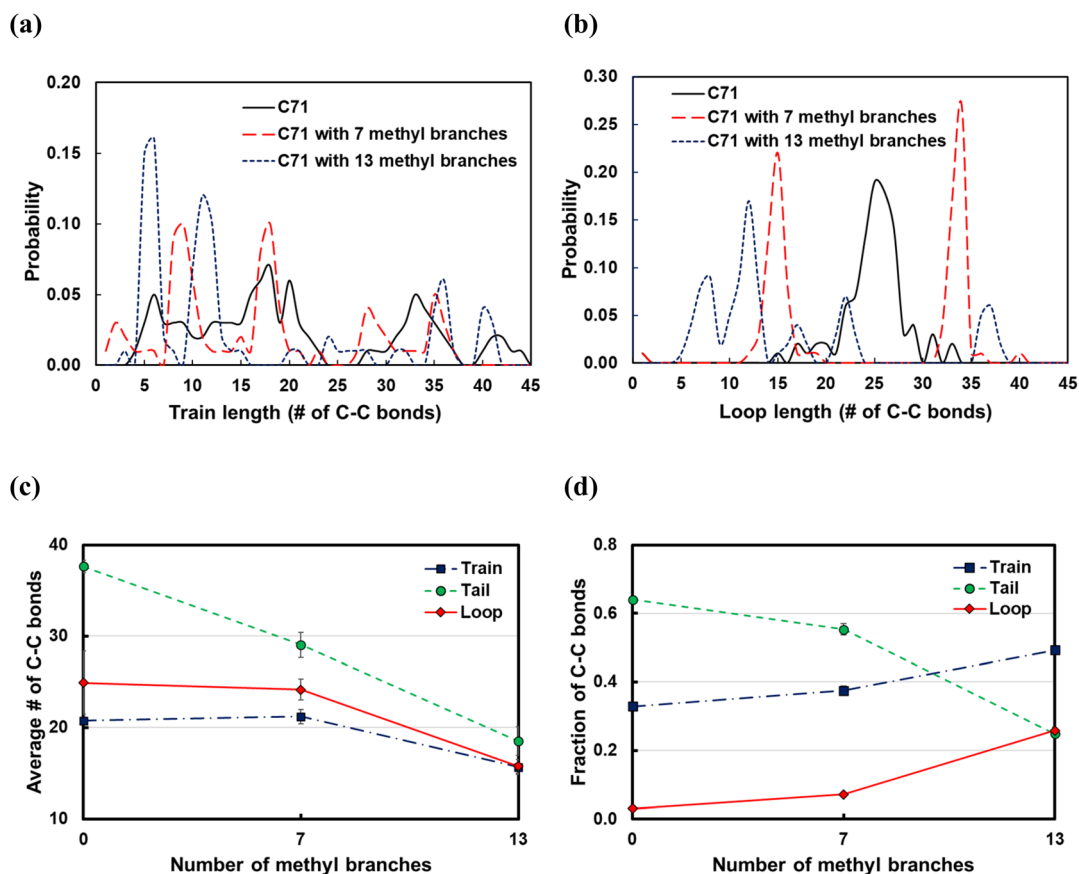 (a)
0.20
0.15
0.10
0.05
0.00
Probability
C71
C71 with 7 methyl branches
C71 with 13 methyl branches
0 5 10 15 20 25 30 35 40 45
Train length (# of C-C bonds)
(b)
0.30
0.25
0.20
0.15
0.10
0.05
0.00
Probability
C71
C71 with 7 methyl branches
C71 with 13 methyl branches
0 5 10 15 20 25 30 35 40 45
Loop length (# of C-C bonds)
(c)
40
30
20
10
Average # of C-C bonds
Train
Tail
Loop
0 7 13
Number of methyl branches
(d)
0.8
0.6
0.4
0.2
0.0
Fraction of C-C bonds
Train
Tail
Loop
0 7 13
Number of methyl branches